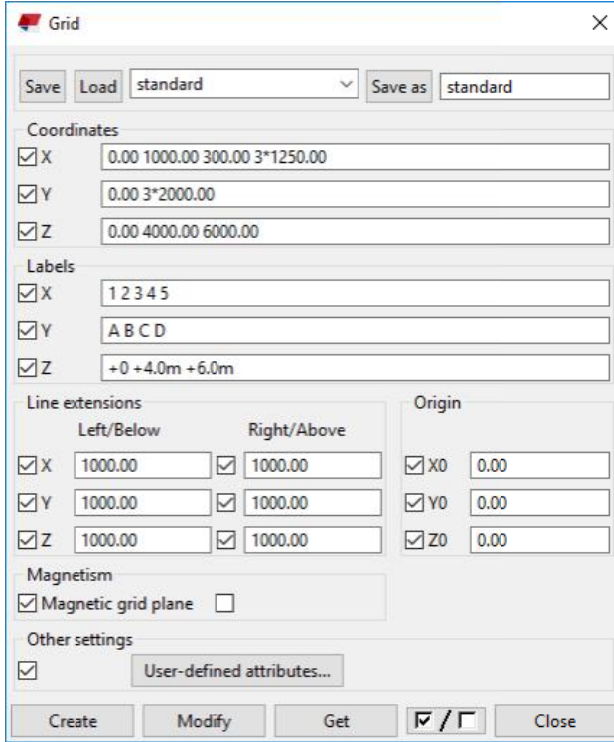 Grid
Save Load standard Save as standard
Coordinates
X 0.00 1000.00 300.00 3*1250.00
Y 0.00 3*2000.00
Z 0.00 4000.00 6000.00
Labels
X 1 2 3 4 5
Y A B C D
Z +0 +4.0m +6.0m
Line extensions Origin
Left/Below Right/Above
X 1000.00 1000.00 X0 0.00
Y 1000.00 1000.00 Y0 0.00
Z 1000.00 1000.00 Z0 0.00
Magnetism
Magnetic grid plane
Other settings
User-defined attributes...
Create Modify Get / Close